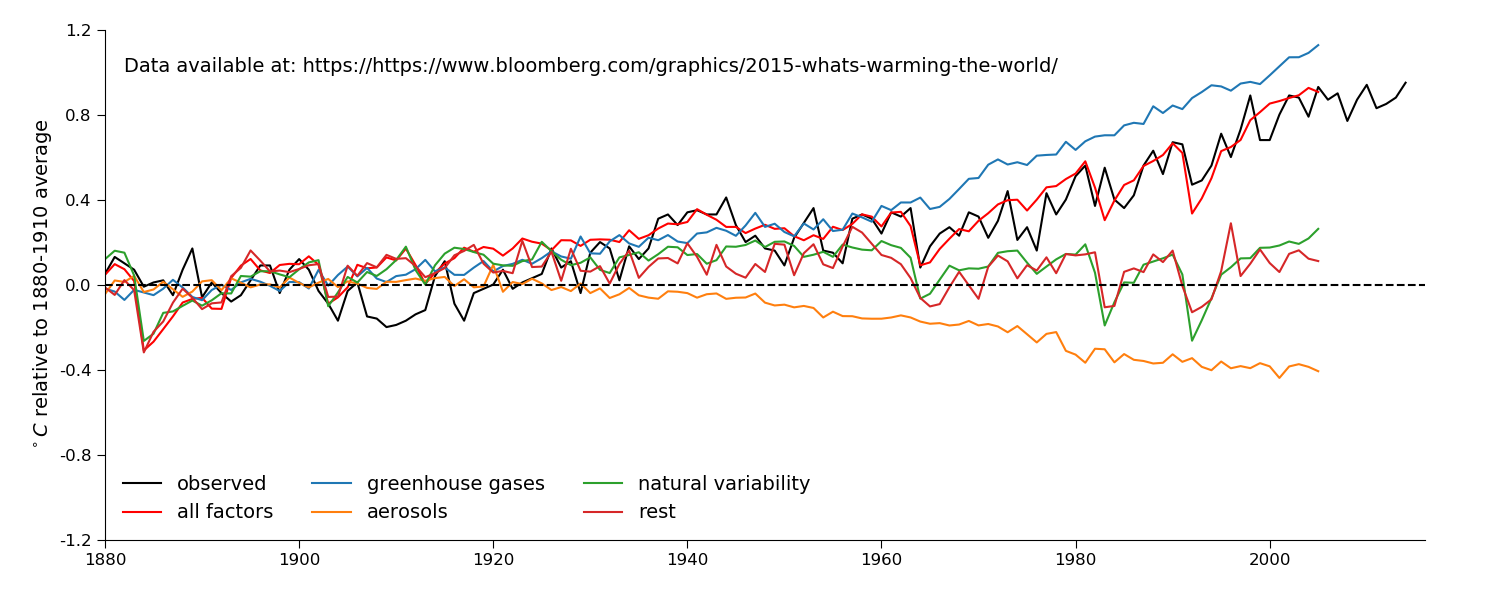 1.2
Data available at: https://https://www.bloomberg.com/graphics/2015-whats-warming-the-world/
0.8
0.4
0.0
-0.4
-0.8
-1.2
°C relative to 1880-1910 average
observed greenhouse gases natural variability
all factors aerosols rest
1880 1900 1920 1940 1960 1980 2000